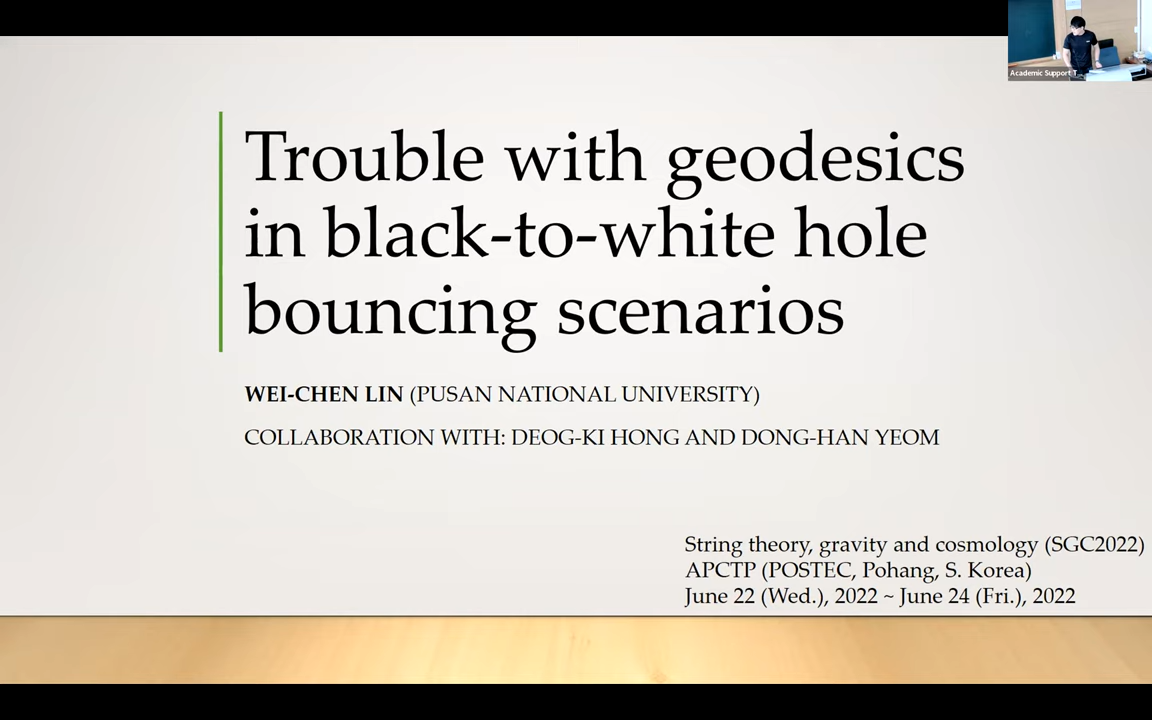 Academic Support T
Trouble with geodesics
in black-to-white hole
bouncing scenarios
WEI-CHEN LIN (PUSAN NATIONAL UNIVERSITY)
COLLABORATION WITH: DEOG-KI HONG AND DONG-HAN YEOM
String theory, gravity and cosmology (SGC2022)
APCTP (POSTEC, Pohang, S. Korea)
June 22 (Wed.), 2022 ~ June 24 (Fri.), 2022